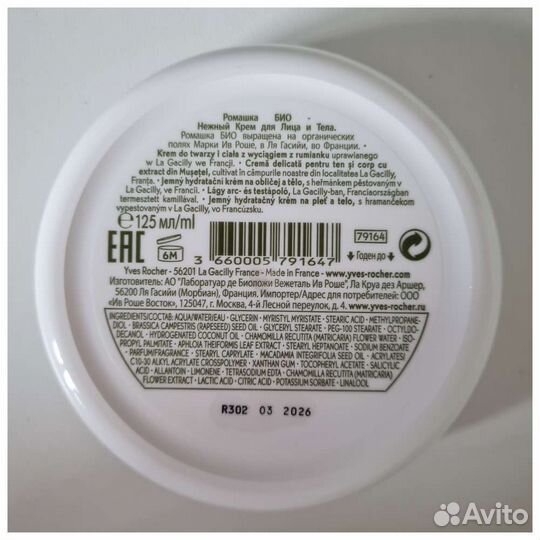 Ромашка БИО -
Нежный Крем для Лица и Тела.
Ромашка БИО выращена на органических
полях Марки Ив Роше, в Ля Гасийи, во Франции.
Krem do twarzy i ciała z wyciągiem z rumianku uprawianego
w La Gacilly we Francji. • Cremă delicată pentru ten și corp cu
extract din Mușețel, cultivat în câmpurile noastre din localitatea La Gacilly,
Franța. • Jemný hydratační krém na obličej a tělo, s heřmánkem pěstovaným v
La Gacilly, ve Francii. • Lágy arc- és testápoló, La Gacilly-ban, Franciaországban
termesztett kamillával. • Jemný hydratačný krém na pleť a telo, s harmančekom
vypestovaným v La Gacilly, vo Francúzsku.
℮125 мл/ml
EAC 6M 79164
3 660005 791647 Годен до
Yves Rocher - 56201 La Gacilly France - Made in France - www.yves-rocher.com
Изготовитель: АО "Лаборатуар де Биоложи Вежеталь Ив Роше", Ла Круа дез Аршер,
56200 Ля Гасийи (Морбиан), Франция. Импортер/Адрес для потребителей: ООО
«Ив Роше Восток», 125047, г. Москва, 4-й Лесной переулок, д. 4. www.yves-rocher.ru
INGREDIENTS/СОСТАВ: AQUA/WATER/EAU, GLYCERIN, MYRISTYL MYRISTATE, STEARIC ACID, METHYLPROPANE-
DIOL, BRASSICA CAMPESTRIS (RAPESEED) SEED OIL, GLYCERYL STEARATE, PEG-100 STEARATE, OCTYLDO-
DECANOL, HYDROGENATED COCONUT OIL, CHAMOMILLA RECUTITA (MATRICARIA) FLOWER WATER, ISO-
PROPYL PALMITATE, APHLOIA THEIFORMIS LEAF EXTRACT, STEARYL HEPTANOATE, SODIUM BENZOATE
PARFUM/FRAGRANCE, STEARYL CAPRYLATE, MACADAMIA INTEGRIFOLIA SEED OIL, ACRYLATES/
C10-30 ALKYL ACRYLATE CROSSPOLYMER, XANTHAN GUM, TOCOPHERYL ACETATE, SALICYLIC
ACID, ALLANTOIN, LIMONENE, TETRASODIUM EDTA, CHAMOMILLA RECUTITA (MATRICARIA)
FLOWER EXTRACT, LACTIC ACID, CITRIC ACID, POTASSIUM SORBATE, LINALOOL
R302 03 2026
Avito